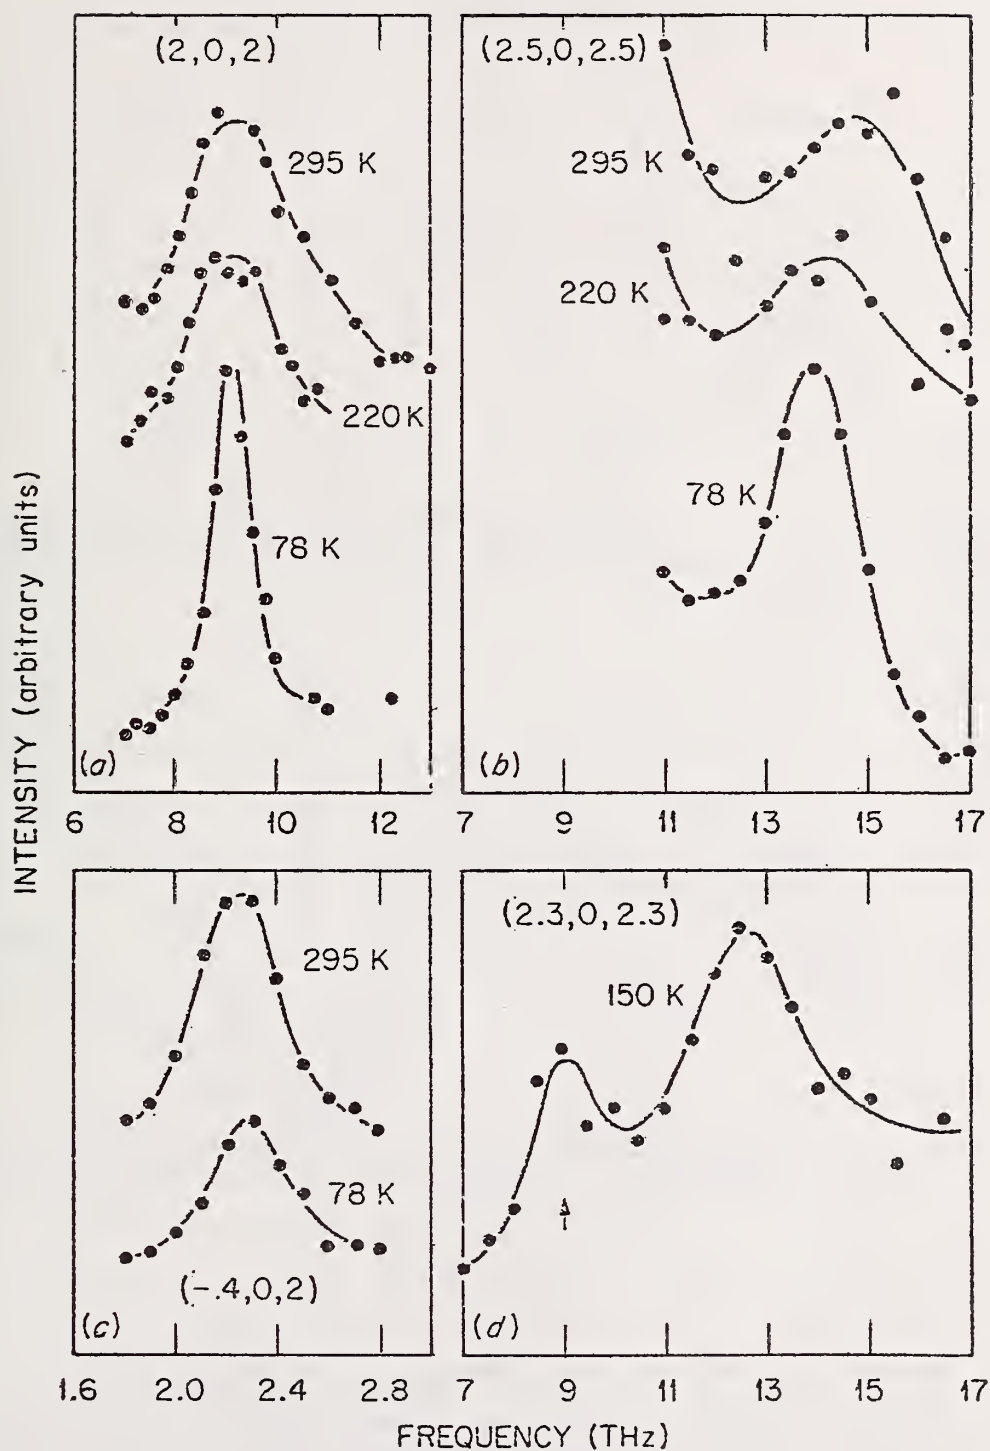 INTENSITY (arbitrary units)
(2,0,2)
295 K
220K
78 K
(a)
6 8 10 12
(2.5,0,2.5)
295 K
220 K
78 K
(b)
7 9 11 13 15 17
295 K
78 K
(-.4,0,2)
(c)
1.6 2.0 2.4 2.8
(2.3,0,2.3)
150 K
(d)
7 9 11 13 15 17
FREQUENCY (THz)